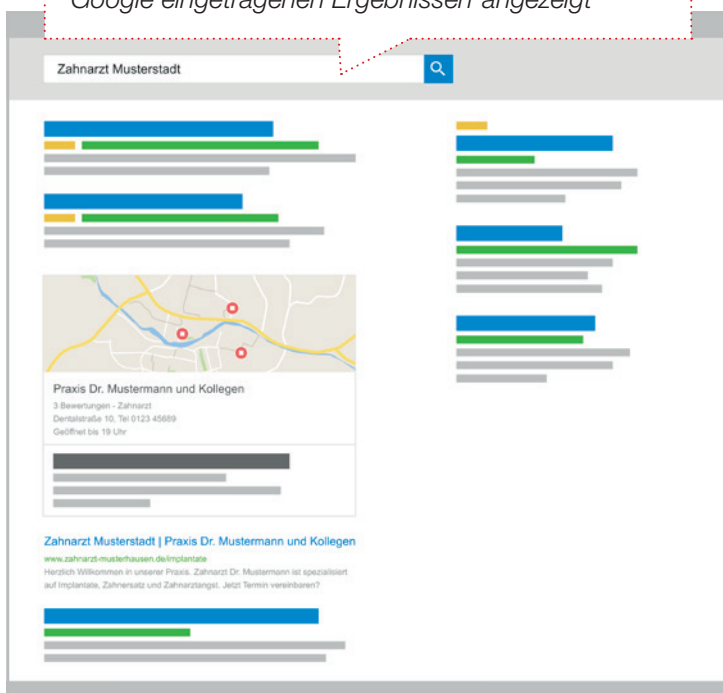 Google eingetragenen Ergebnissen angezeigt
Zahnarzt Musterstadt
Praxis Dr. Mustermann und Kollegen
3 Bewertungen - Zahnarzt
Dentalstraße 10, Tel 0123 45689
Geöffnet bis 19 Uhr
Zahnarzt Musterstadt | Praxis Dr. Mustermann und Kollegen
www.zahnarzt-musterhausen.de/implantate
Herzlich Willkommen in unserer Praxis. Zahnarzt Dr. Mustermann ist spezialisiert
auf Implantate, Zahnersatz und Zahnarztangst. Jetzt Termin vereinbaren?